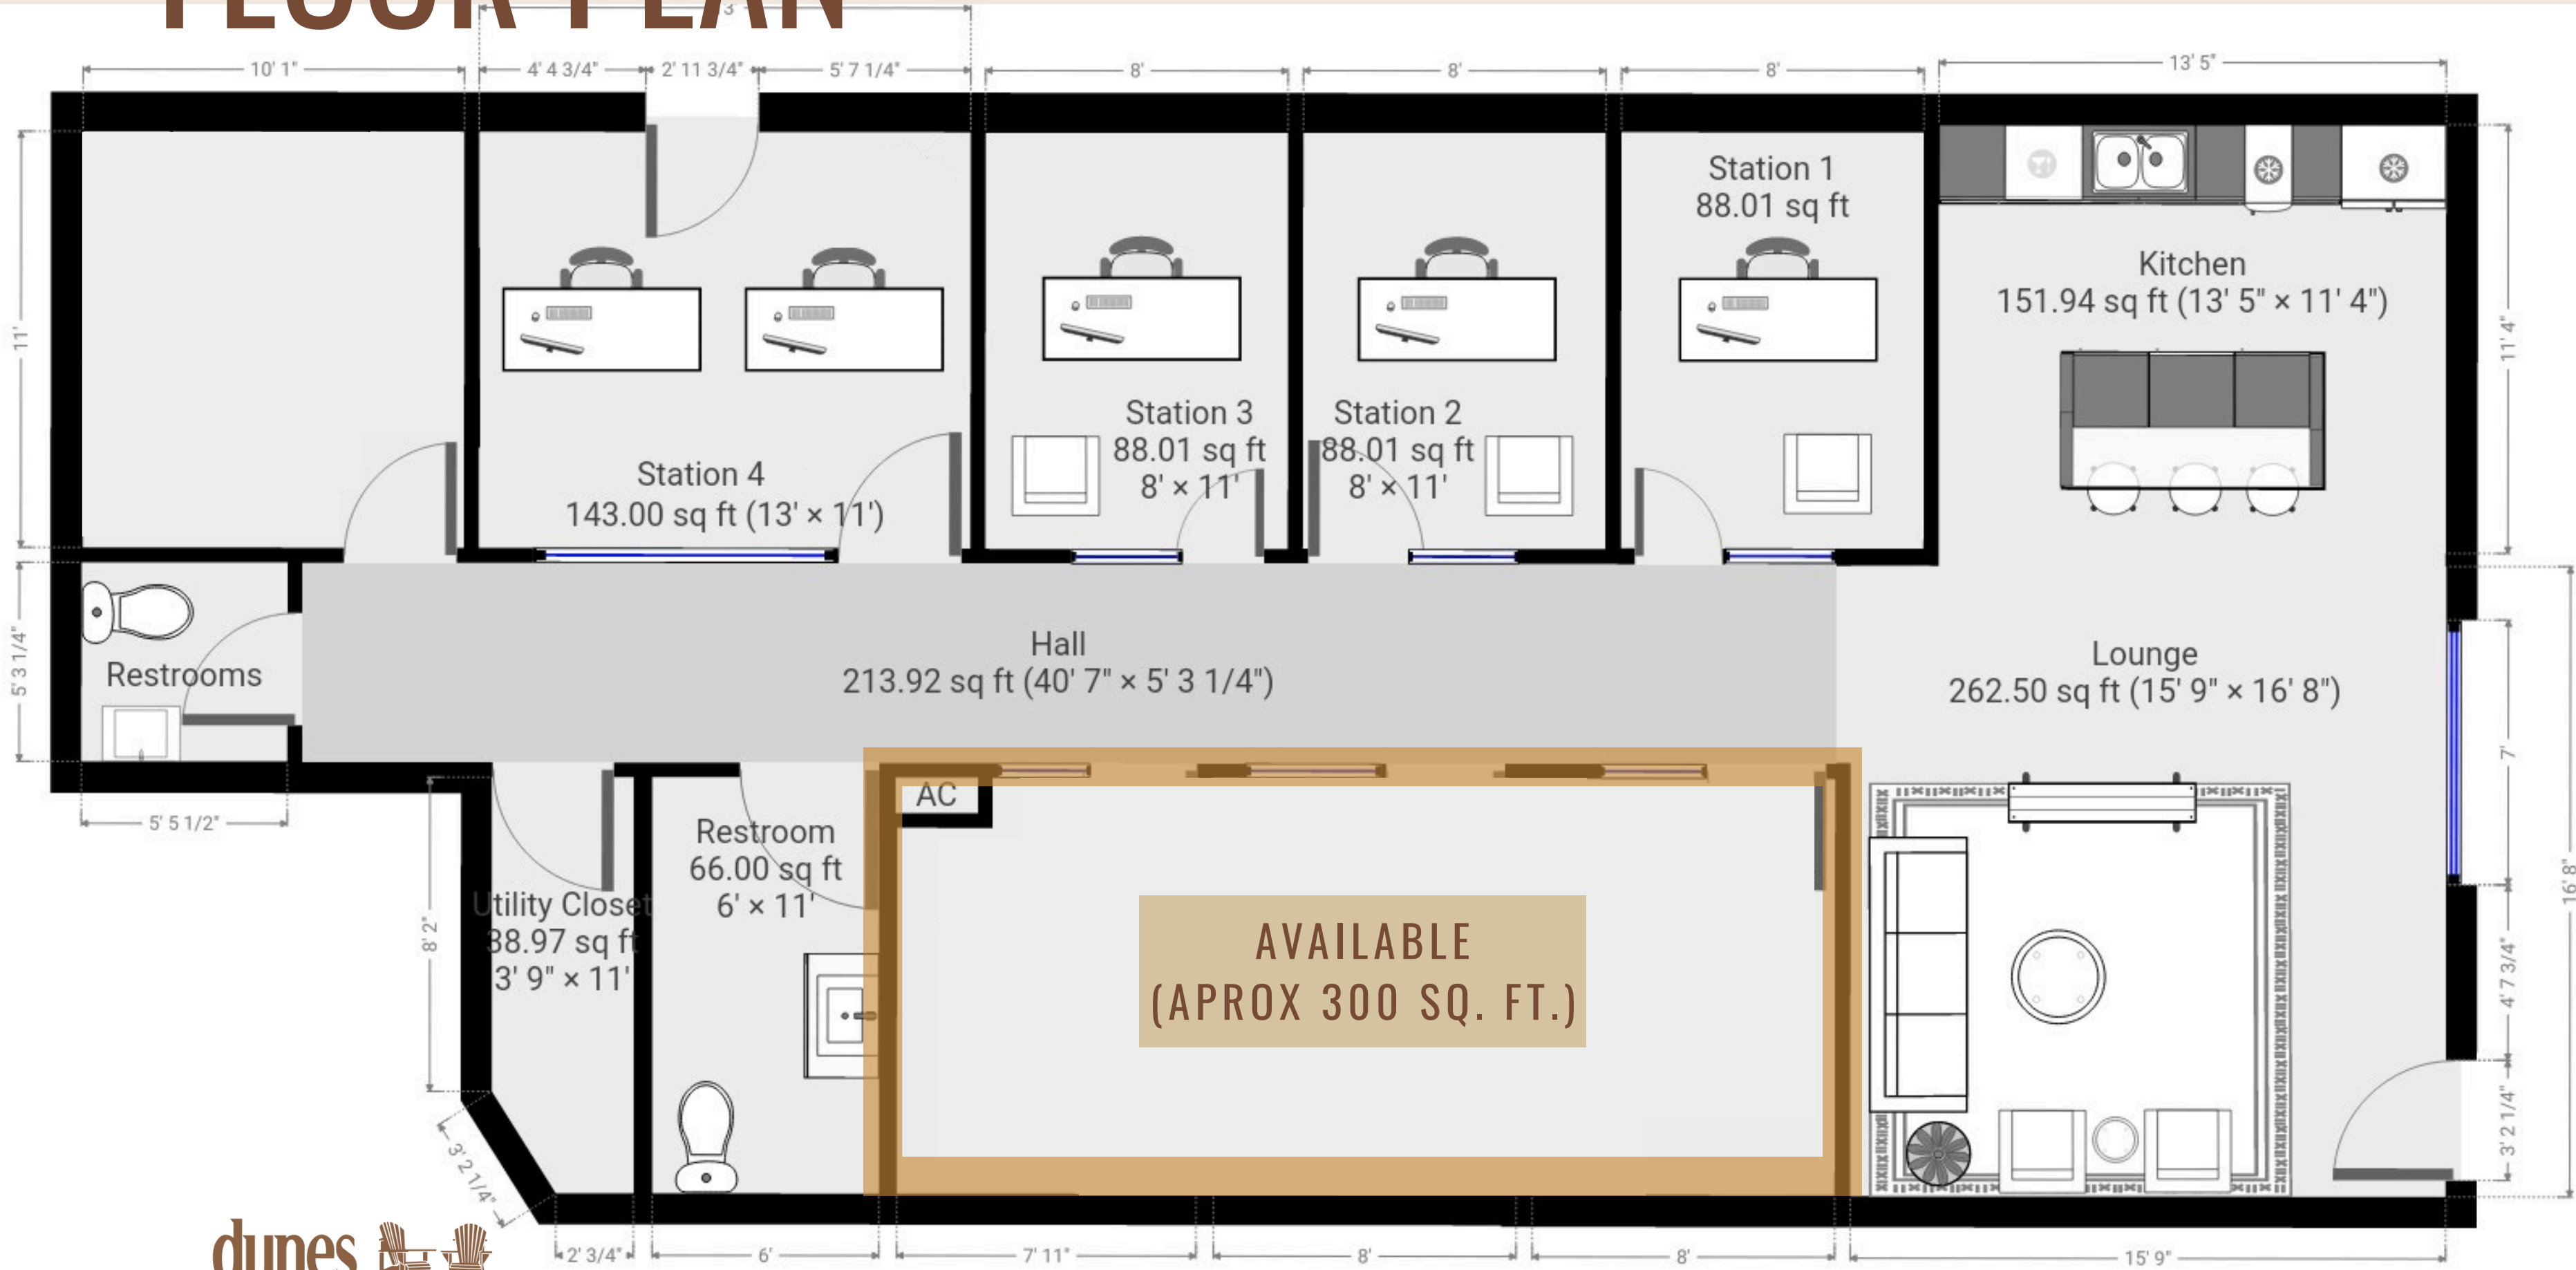 FLOOR PLAN
3'
10' 1"
4' 4 3/4"
2' 11 3/4"
5' 7 1/4"
8'
8'
8'
13' 5"
11'
11' 4"
Station 1
88.01 sq ft
Kitchen
151.94 sq ft (13' 5" × 11' 4")
Station 4
143.00 sq ft (13' × 11')
Station 3
88.01 sq ft
8' × 11'
Station 2
88.01 sq ft
8' × 11'
5' 3 1/4"
Restrooms
Hall
213.92 sq ft (40' 7" × 5' 3 1/4")
Lounge
262.50 sq ft (15' 9" × 16' 8")
7'
16' 8"
5' 5 1/2"
8' 2"
AC
Restroom
66.00 sq ft
6' × 11'
Utility Closet
38.97 sq ft
3' 9" × 11'
AVAILABLE
(APROX 300 SQ. FT.)
4' 7 3/4"
3' 2 1/4"
3' 2 1/4"
dunes
2' 3/4"
6'
7' 11"
8'
8'
15' 9"